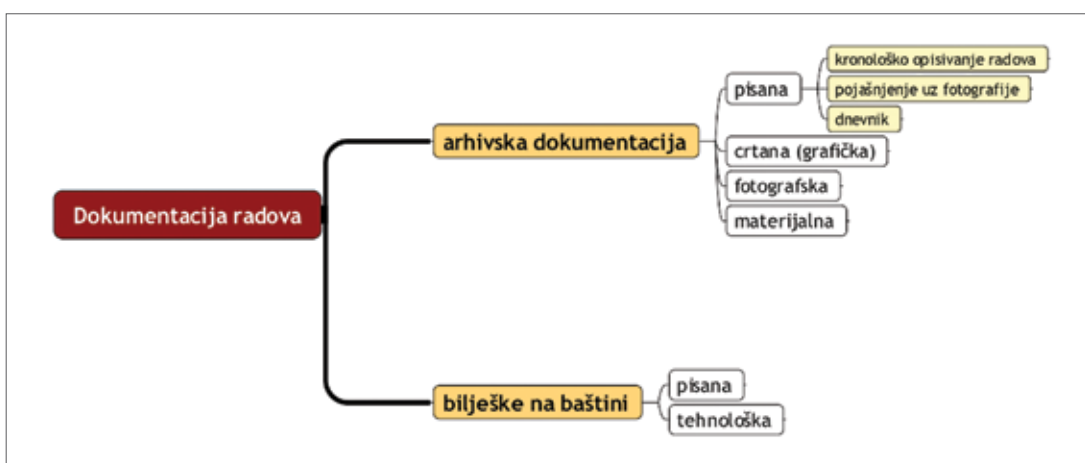 Dokumentacija radova
arhivska dokumentacija
pisana
kronološko opisivanje radova
pojašnjenje uz fotografije
dnevnik
crtana (grafička)
fotografska
materijalna
bilješke na baštini
pisana
tehnološka